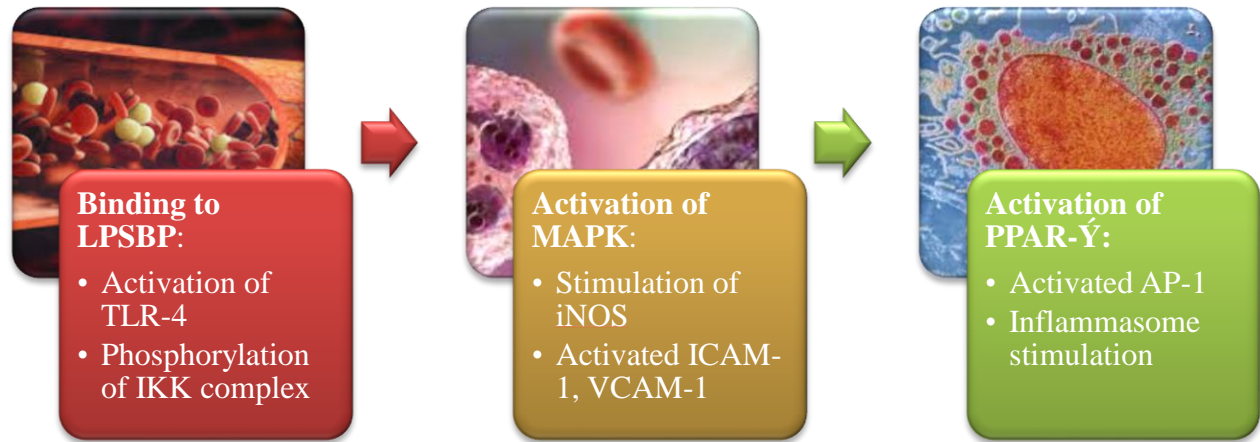 Binding to
LPSBP:
• Activation of
TLR-4
• Phosphorylation
of IKK complex
Activation of
MAPK:
• Stimulation of
iNOS
• Activated ICAM-
1, VCAM-1
Activation of
PPAR-Ý:
• Activated AP-1
• Inflammasome
stimulation